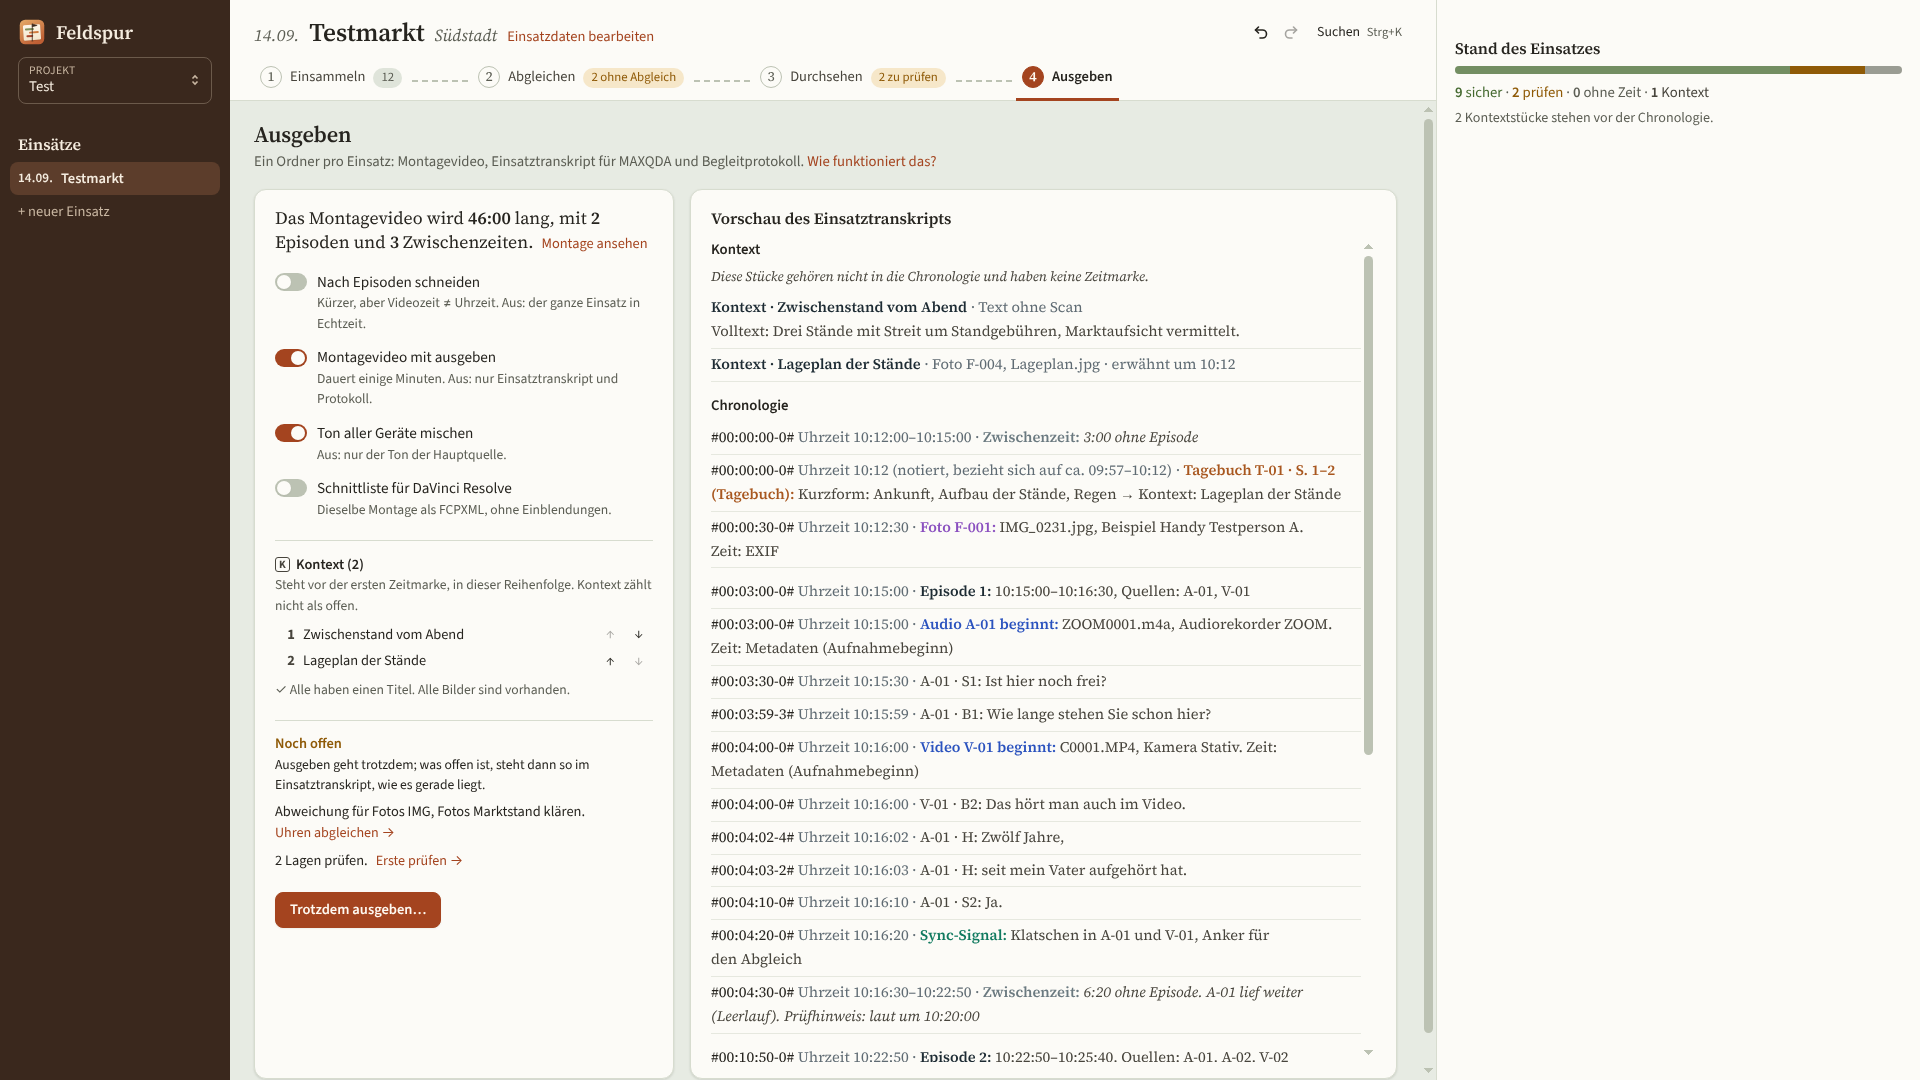 Feldspur
PROJEKT
Test
Einsätze
14.09. Testmarkt
+ neuer Einsatz
14.09. Testmarkt Südstadt Einsatzdaten bearbeiten
Suchen Strg+K
1 Einsammeln 12
2 Abgleichen 2 ohne Abgleich
3 Durchsehen 2 zu prüfen
4 Ausgeben
Ausgeben
Ein Ordner pro Einsatz: Montagevideo, Einsatztranskript für MAXQDA und Begleitprotokoll. Wie funktioniert das?
Das Montagevideo wird 46:00 lang, mit 2
Episoden und 3 Zwischenzeiten. Montage ansehen
Nach Episoden schneiden
Kürzer, aber Videozeit ≠ Uhrzeit. Aus: der ganze Einsatz in
Echtzeit.
Montagevideo mit ausgeben
Dauert einige Minuten. Aus: nur Einsatztranskript und
Protokoll.
Ton aller Geräte mischen
Aus: nur der Ton der Hauptquelle.
Schnittliste für DaVinci Resolve
Dieselbe Montage als FCPXML, ohne Einblendungen.
K Kontext (2)
Steht vor der ersten Zeitmarke, in dieser Reihenfolge. Kontext zählt
nicht als offen.
1 Zwischenstand vom Abend ↑ ↓
2 Lageplan der Stände ↑ ↓
✓ Alle haben einen Titel. Alle Bilder sind vorhanden.
Noch offen
Ausgeben geht trotzdem; was offen ist, steht dann so im
Einsatztranskript, wie es gerade liegt.
Abweichung für Fotos IMG, Fotos Marktstand klären.
Uhren abgleichen →
2 Lagen prüfen. Erste prüfen →
Trotzdem ausgeben…
Vorschau des Einsatztranskripts
Kontext
Diese Stücke gehören nicht in die Chronologie und haben keine Zeitmarke.
Kontext · Zwischenstand vom Abend · Text ohne Scan
Volltext: Drei Stände mit Streit um Standgebühren, Marktaufsicht vermittelt.
Kontext · Lageplan der Stände · Foto F-004, Lageplan.jpg · erwähnt um 10:12
Chronologie
#00:00:00-0# Uhrzeit 10:12:00–10:15:00 · Zwischenzeit: 3:00 ohne Episode
#00:00:00-0# Uhrzeit 10:12 (notiert, bezieht sich auf ca. 09:57–10:12) · Tagebuch T-01 · S. 1–2
(Tagebuch): Kurzform: Ankunft, Aufbau der Stände, Regen → Kontext: Lageplan der Stände
#00:00:30-0# Uhrzeit 10:12:30 · Foto F-001: IMG_0231.jpg, Beispiel Handy Testperson A.
Zeit: EXIF
#00:03:00-0# Uhrzeit 10:15:00 · Episode 1: 10:15:00–10:16:30, Quellen: A-01, V-01
#00:03:00-0# Uhrzeit 10:15:00 · Audio A-01 beginnt: ZOOM0001.m4a, Audiorekorder ZOOM.
Zeit: Metadaten (Aufnahmebeginn)
#00:03:30-0# Uhrzeit 10:15:30 · A-01 · S1: Ist hier noch frei?
#00:03:59-3# Uhrzeit 10:15:59 · A-01 · B1: Wie lange stehen Sie schon hier?
#00:04:00-0# Uhrzeit 10:16:00 · Video V-01 beginnt: C0001.MP4, Kamera Stativ. Zeit:
Metadaten (Aufnahmebeginn)
#00:04:00-0# Uhrzeit 10:16:00 · V-01 · B2: Das hört man auch im Video.
#00:04:02-4# Uhrzeit 10:16:02 · A-01 · H: Zwölf Jahre,
#00:04:03-2# Uhrzeit 10:16:03 · A-01 · H: seit mein Vater aufgehört hat.
#00:04:10-0# Uhrzeit 10:16:10 · A-01 · S2: Ja.
#00:04:20-0# Uhrzeit 10:16:20 · Sync-Signal: Klatschen in A-01 und V-01, Anker für
den Abgleich
#00:04:30-0# Uhrzeit 10:16:30–10:22:50 · Zwischenzeit: 6:20 ohne Episode. A-01 lief weiter
(Leerlauf). Prüfhinweis: laut um 10:20:00
#00:10:50-0# Uhrzeit 10:22:50 · Episode 2: 10:22:50–10:25:40, Quellen: A-01, A-02, V-02
Stand des Einsatzes
9 sicher · 2 prüfen · 0 ohne Zeit · 1 Kontext
2 Kontextstücke stehen vor der Chronologie.